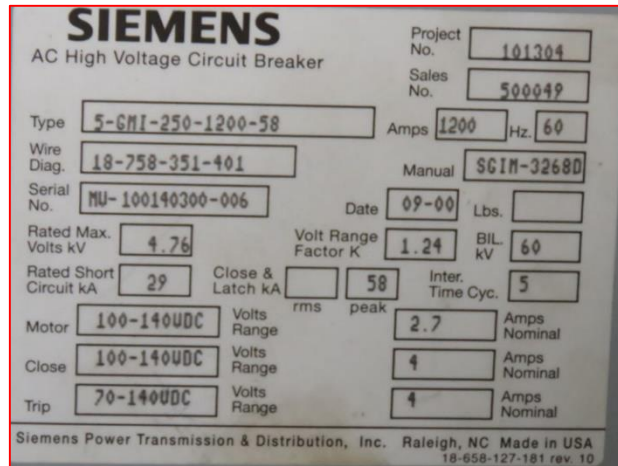 SIEMENS
AC High Voltage Circuit Breaker
Project No. 101304
Sales No. 500049
Type 5-GMI-250-1200-58 Amps 1200 Hz. 60
Wire Diag. 18-758-351-401 Manual SGIM-3268D
Serial No. MU-100140300-006 Date 09-00 Lbs.
Rated Max. Volts kV 4.76 Volt Range Factor K 1.24 BIL. kV 60
Rated Short Circuit kA 29 Close & Latch kA rms 58 peak Inter. Time Cyc. 5
Motor 100-140VDC Volts Range 2.7 Amps Nominal
Close 100-140VDC Volts Range 4 Amps Nominal
Trip 70-140VDC Volts Range 4 Amps Nominal
Siemens Power Transmission & Distribution, Inc. Raleigh, NC Made in USA
18-658-127-181 rev. 10